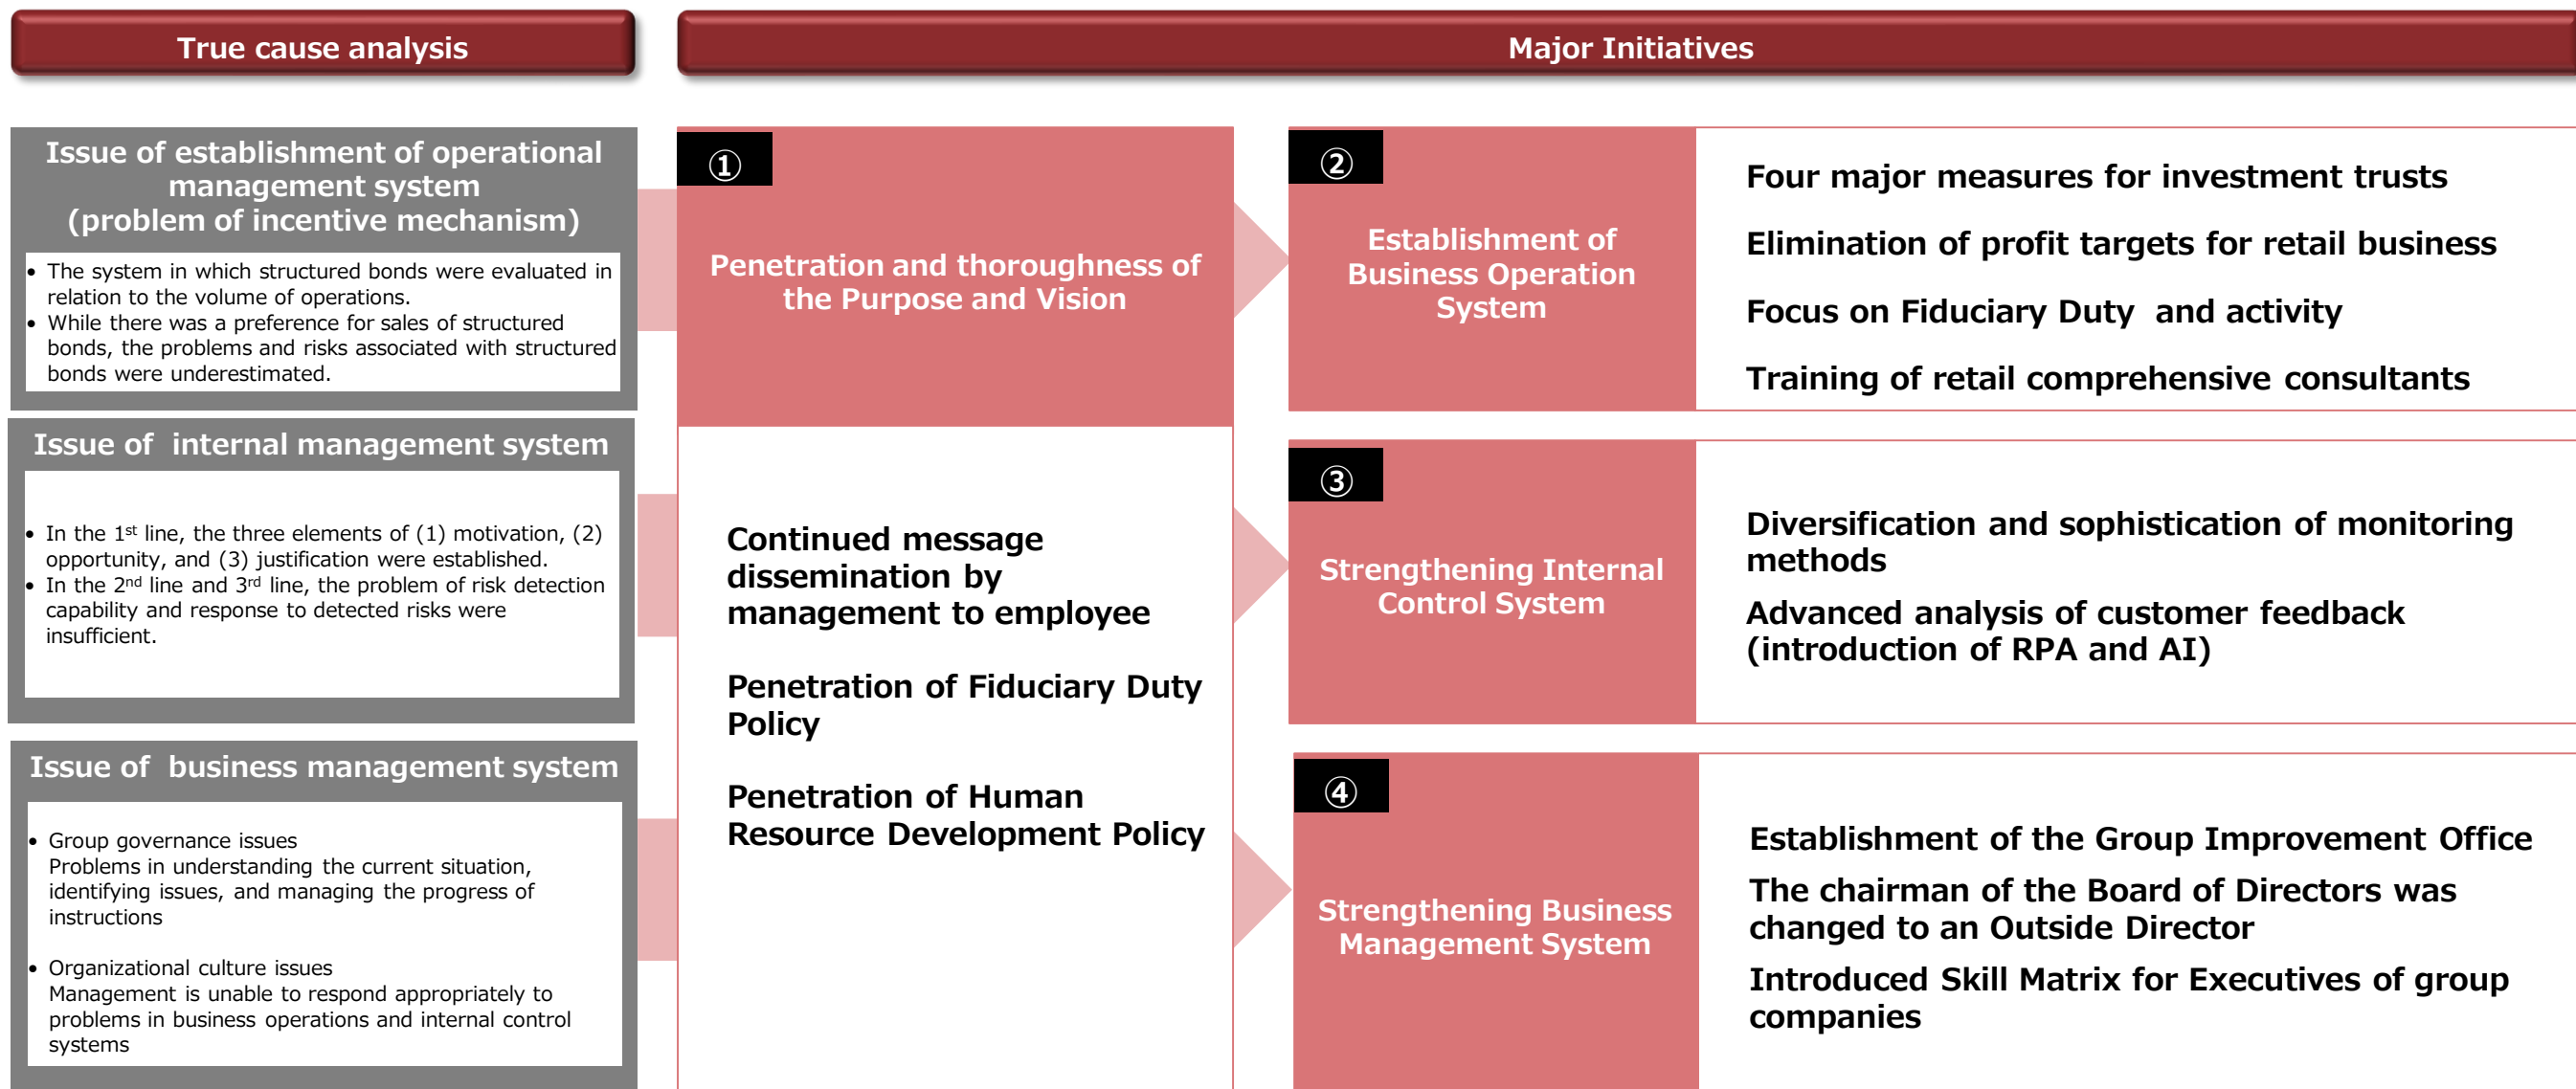 True cause analysis
Major Initiatives
Issue of establishment of operational
management system
(problem of incentive mechanism)
• The system in which structured bonds were evaluated in
relation to the volume of operations.
• While there was a preference for sales of structured
bonds, the problems and risks associated with structured
bonds were underestimated.
Issue of internal management system
• In the 1st line, the three elements of (1) motivation, (2)
opportunity, and (3) justification were established.
• In the 2nd line and 3rd line, the problem of risk detection
capability and response to detected risks were
insufficient.
Issue of business management system
• Group governance issues
Problems in understanding the current situation,
identifying issues, and managing the progress of
instructions
• Organizational culture issues
Management is unable to respond appropriately to
problems in business operations and internal control
systems
①
Penetration and thoroughness of
the Purpose and Vision
Continued message
dissemination by
management to employee
Penetration of Fiduciary Duty
Policy
Penetration of Human
Resource Development Policy
②
Establishment of
Business Operation
System
Four major measures for investment trusts
Elimination of profit targets for retail business
Focus on Fiduciary Duty and activity
Training of retail comprehensive consultants
③
Strengthening Internal
Control System
Diversification and sophistication of monitoring
methods
Advanced analysis of customer feedback
(introduction of RPA and AI)
④
Strengthening Business
Management System
Establishment of the Group Improvement Office
The chairman of the Board of Directors was
changed to an Outside Director
Introduced Skill Matrix for Executives of group
companies